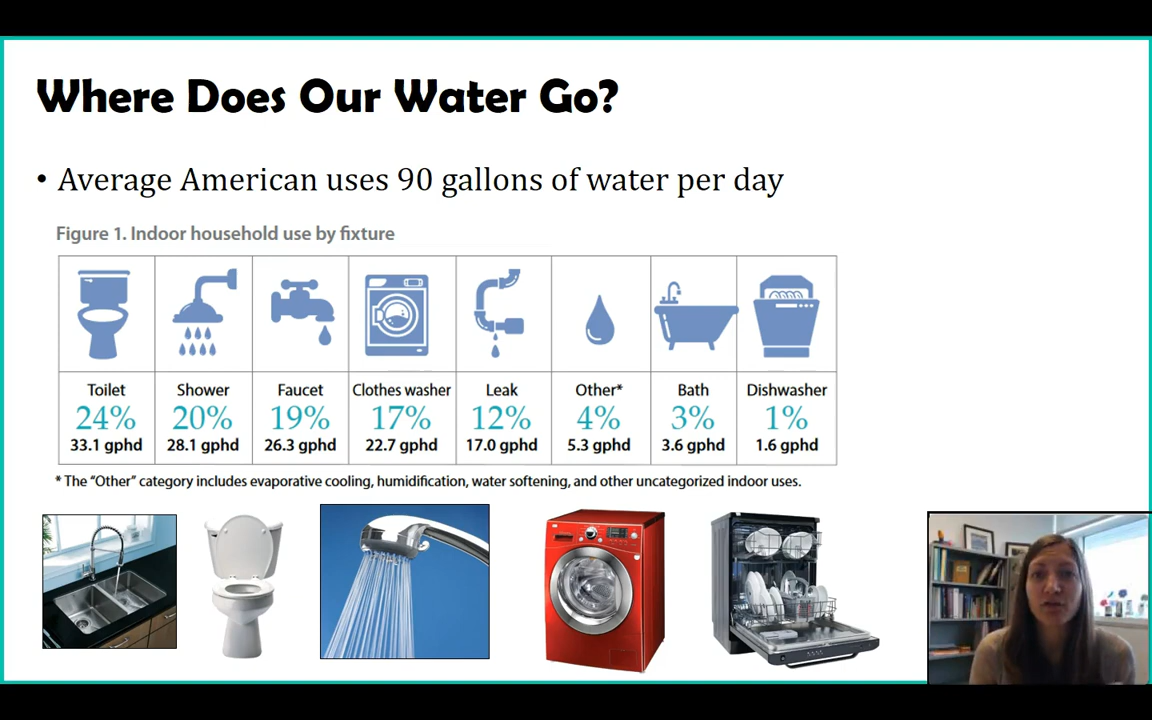 Where Does Our Water Go?
• Average American uses 90 gallons of water per day
Figure 1. Indoor household use by fixture
Toilet Shower Faucet Clothes washer Leak Other* Bath Dishwasher
24% 20% 19% 17% 12% 4% 3% 1%
33.1 gphd 28.1 gphd 26.3 gphd 22.7 gphd 17.0 gphd 5.3 gphd 3.6 gphd 1.6 gphd
* The “Other” category includes evaporative cooling, humidification, water softening, and other uncategorized indoor uses.